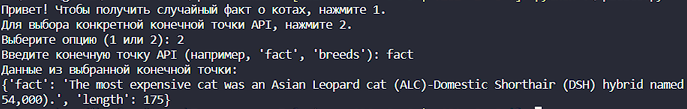 Привет! Чтобы получить случайный факт о котах, нажмите 1.
Для выбора конкретной конечной точки API, нажмите 2.
Выберите опцию (1 или 2): 2
Введите конечную точку API (например, 'fact', 'breeds'): fact
Данные из выбранной конечной точки:
{'fact': 'The most expensive cat was an Asian Leopard cat (ALC)-Domestic Shorthair (DSH) hybrid named
54,000).', 'length': 175}